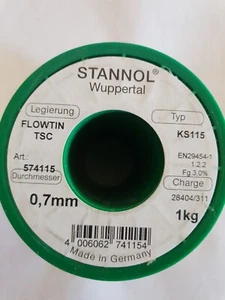 STANNOL®
Wuppertal
Legierung
Typ
FLOWTIN
TSC
KS115
Art.:
574115
EN29454-1
1.2.2
Fg 3,0%
Durchmesser
Charge
0,7mm
28404/311
1kg
4 006062 741154
Made in Germany